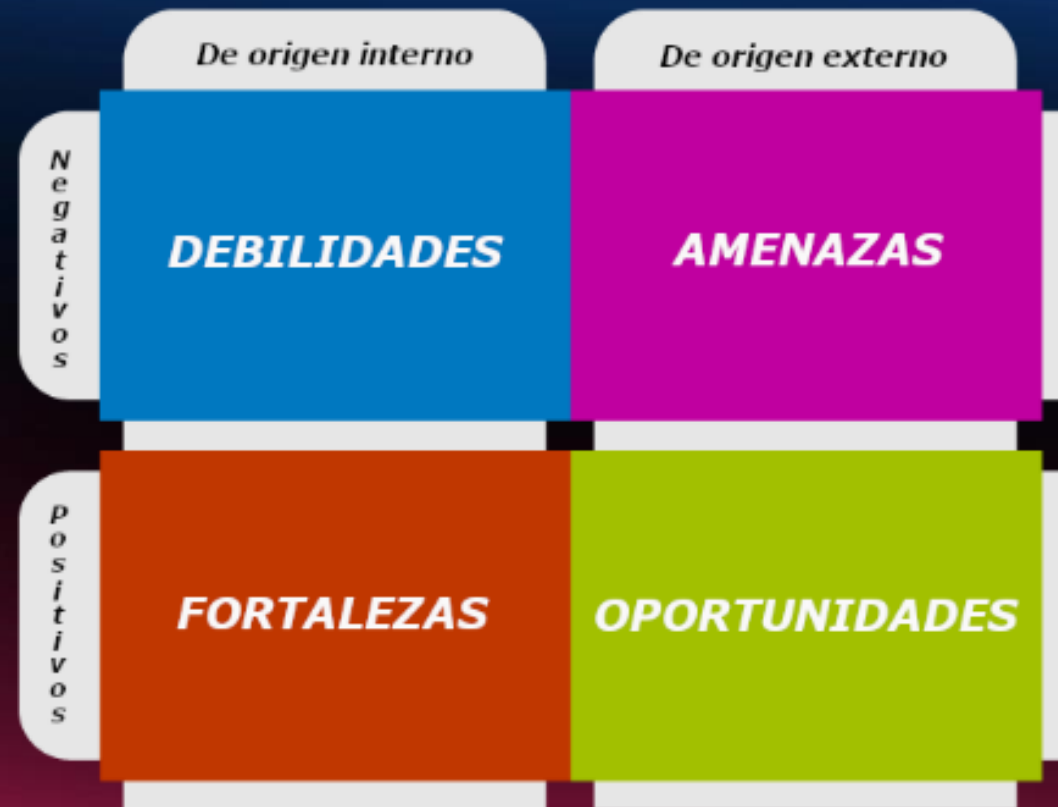 De origen interno
De origen externo
Negativos
DEBILIDADES
AMENAZAS
Positivos
FORTALEZAS
OPORTUNIDADES